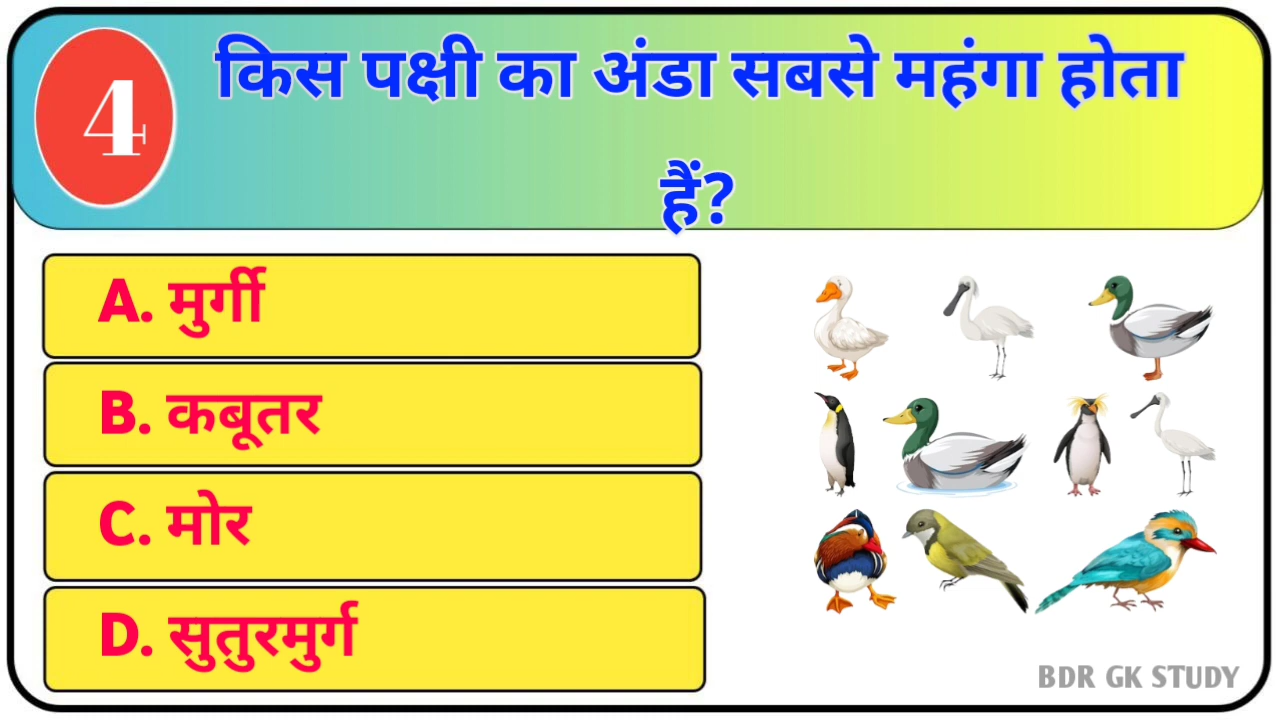 4
किस पक्षी का अंडा सबसे महंगा होता
हैं?
A. मुर्गी
B. कबूतर
C. मोर
D. सुतुरमुर्ग
BDR GK STUDY